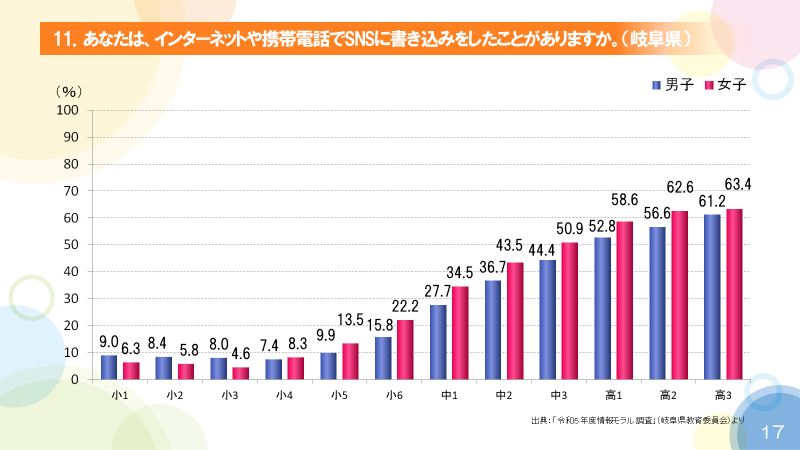 11. あなたは、インターネットや携帯電話でSNSに書き込みをしたことがありますか。（岐阜県）
男子 女子
（％）
100
90
80
70
60
50
40
30
20
10
0
9.0 6.3 8.4 5.8 8.0 4.6 7.4 8.3 9.9 13.5 15.8 22.2 27.7 34.5 36.7 43.5 44.4 50.9 52.8 58.6 56.6 62.6 61.2 63.4
小1 小2 小3 小4 小5 小6 中1 中2 中3 高1 高2 高3
出典：「令和5年度情報モラル調査」（岐阜県教育委員会）より
17